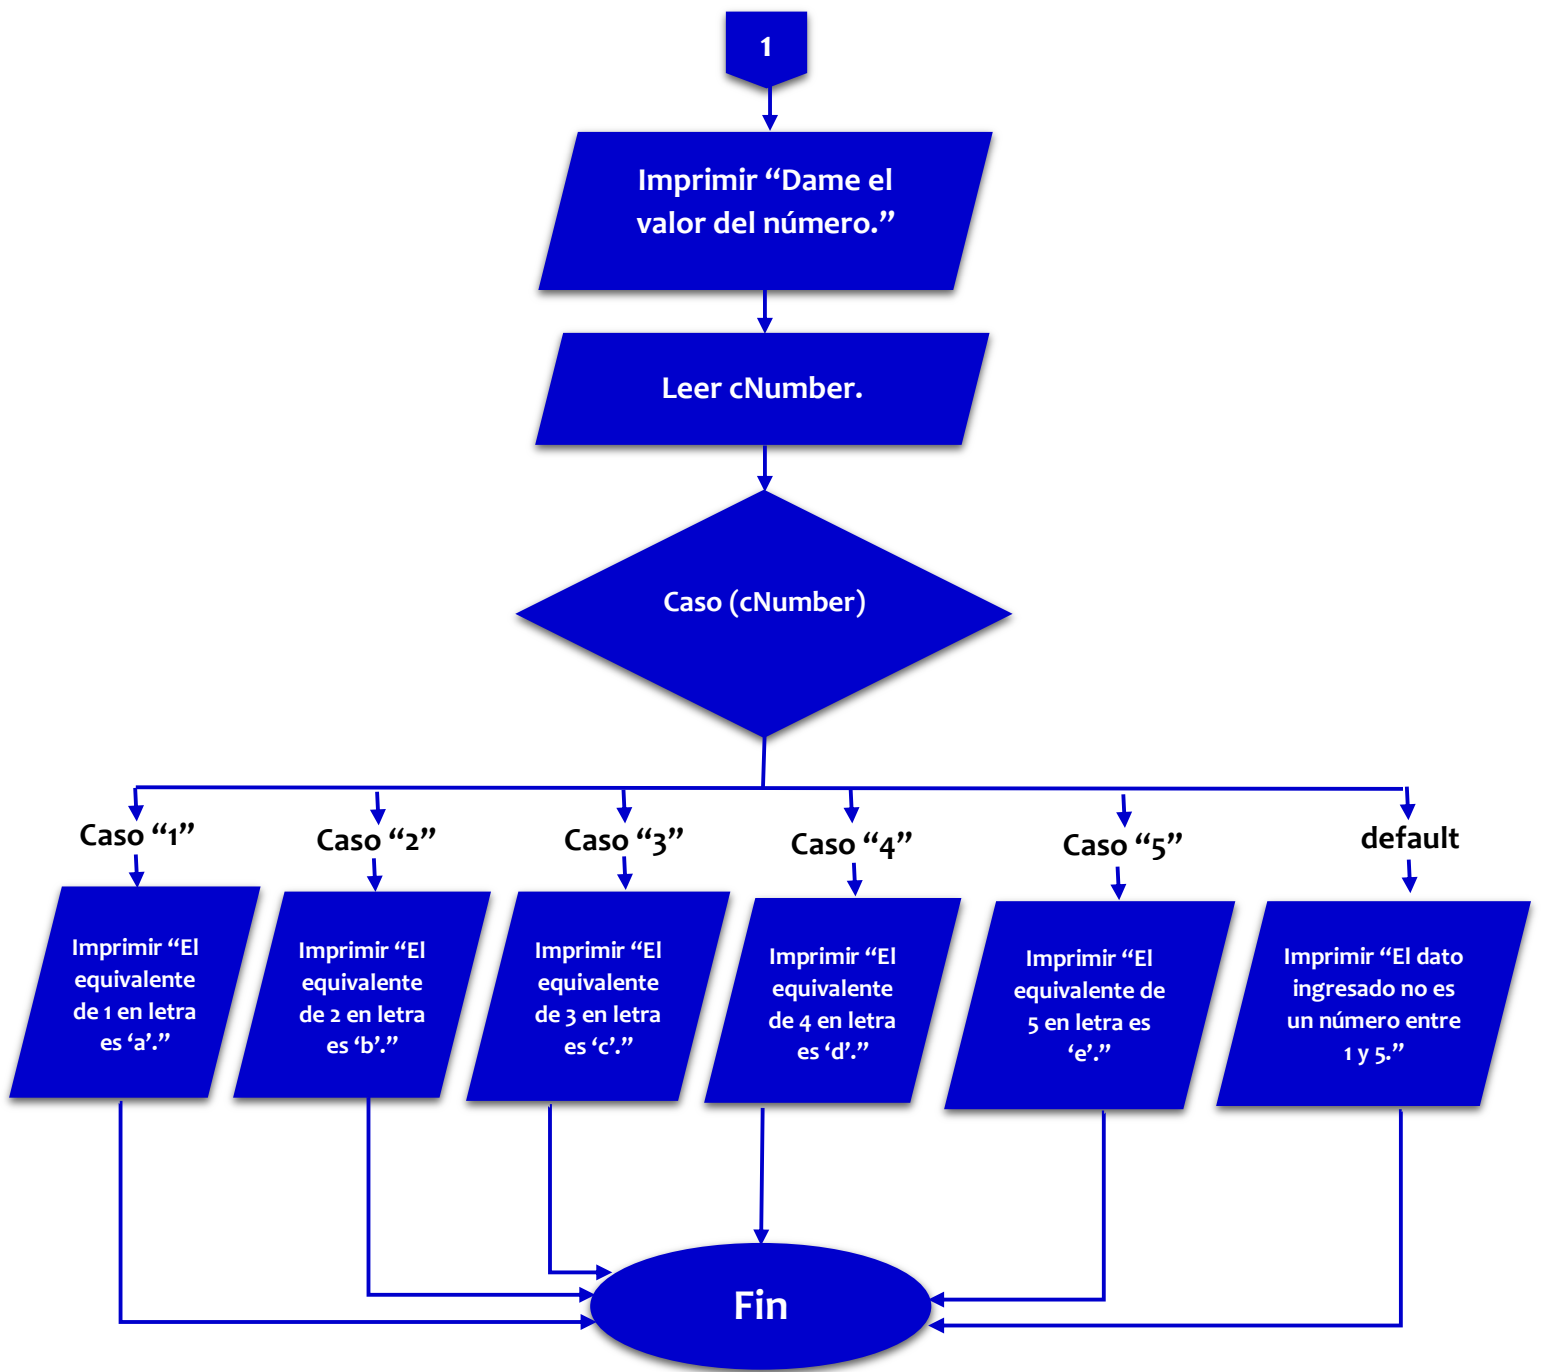 1
Imprimir “Dame el
valor del número.”
Leer cNumber.
Caso (cNumber)
Caso “1”
Caso “2”
Caso “3”
Caso “4”
Caso “5”
default
Imprimir “El
equivalente
de 1 en letra
es ‘a’.”
Imprimir “El
equivalente
de 2 en letra
es ‘b’.”
Imprimir “El
equivalente
de 3 en letra
es ‘c’.”
Imprimir “El
equivalente
de 4 en letra
es ‘d’.”
Imprimir “El
equivalente de
5 en letra es
‘e’.”
Imprimir “El dato
ingresado no es
un número entre
1 y 5.”
Fin